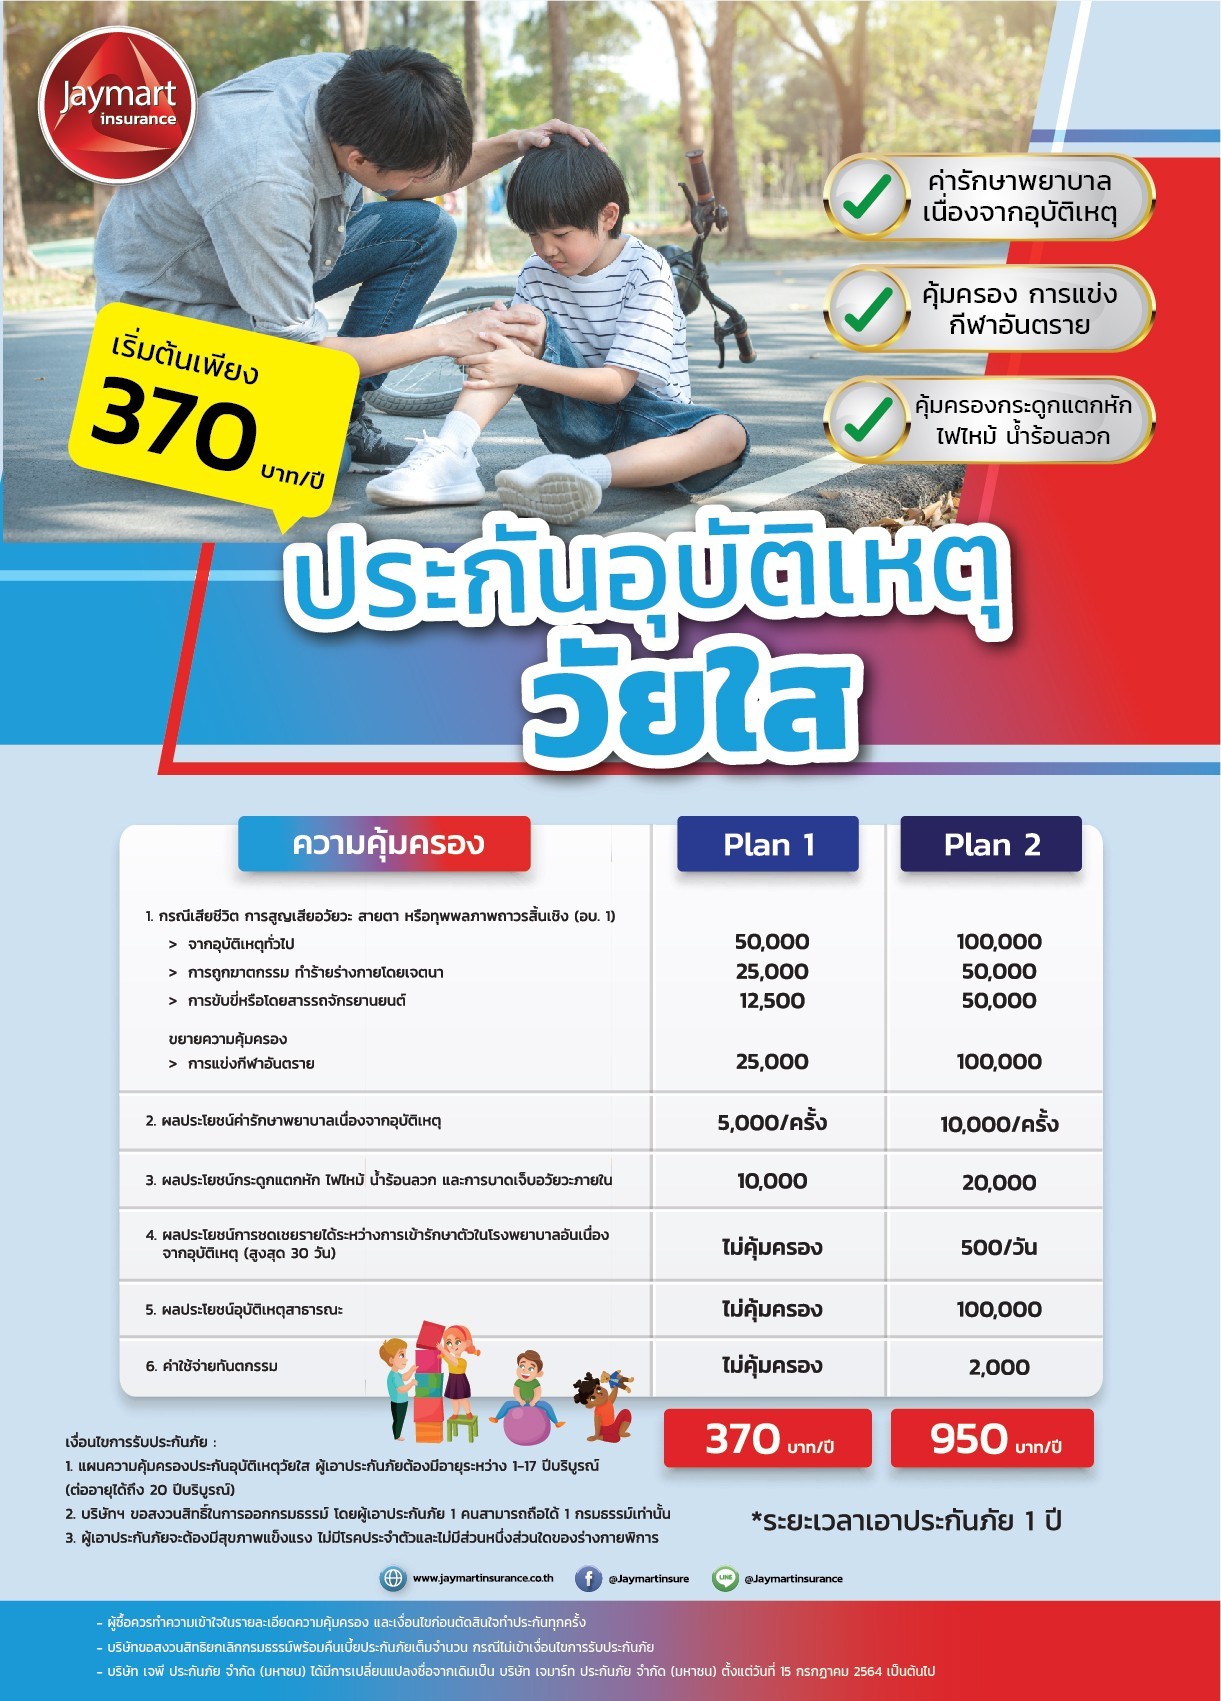 Jaymart
insurance
ค่ารักษาพยาบาล
เนื่องจากอุบัติเหตุ
คุ้มครอง การแข่ง
กีฬาอันตราย
คุ้มครองกระดูกแตกหัก
ไฟไหม้ น้ำร้อนลวก
เริ่มต้นเพียง
370
บาท/ปี
ประกันอุบัติเหตุ
วัยใส
ความคุ้มครอง Plan 1 Plan 2
1. กรณีเสียชีวิต การสูญเสียอวัยวะ สายตา หรือทุพพลภาพถาวรสิ้นเชิง (อบ. 1)
> จากอุบัติเหตุทั่วไป 50,000 100,000
> การถูกฆาตกรรม ทำร้ายร่างกายโดยเจตนา 25,000 50,000
> การขับขี่หรือโดยสารรถจักรยานยนต์ 12,500 50,000
ขยายความคุ้มครอง
> การแข่งกีฬาอันตราย 25,000 100,000
2. ผลประโยชน์ค่ารักษาพยาบาลเนื่องจากอุบัติเหตุ 5,000/ครั้ง 10,000/ครั้ง
3. ผลประโยชน์กระดูกแตกหัก ไฟไหม้ น้ำร้อนลวก และการบาดเจ็บอวัยวะภายใน 10,000 20,000
4. ผลประโยชน์การชดเชยรายได้ระหว่างการเข้ารักษาตัวในโรงพยาบาลอันเนื่อง
จากอุบัติเหตุ (สูงสุด 30 วัน) ไม่คุ้มครอง 500/วัน
5. ผลประโยชน์อุบัติเหตุสาธารณะ ไม่คุ้มครอง 100,000
6. ค่าใช้จ่ายทันตกรรม ไม่คุ้มครอง 2,000
370 บาท/ปี 950 บาท/ปี
เงื่อนไขการรับประกันภัย :
1. แผนความคุ้มครองประกันอุบัติเหตุวัยใส ผู้เอาประกันภัยต้องมีอายุระหว่าง 1-17 ปีบริบูรณ์
(ต่ออายุได้ถึง 20 ปีบริบูรณ์)
2. บริษัทฯ ขอสงวนสิทธิ์ในการออกกรมธรรม์ โดยผู้เอาประกันภัย 1 คนสามารถถือได้ 1 กรมธรรม์เท่านั้น
3. ผู้เอาประกันภัยจะต้องมีสุขภาพแข็งแรง ไม่มีโรคประจำตัวและไม่มีส่วนหนึ่งส่วนใดของร่างกายพิการ
*ระยะเวลาเอาประกันภัย 1 ปี
www.jaymartinsurance.co.th @Jaymartinsure LINE @Jaymartinsurance
- ผู้ซื้อควรทำความเข้าใจในรายละเอียดความคุ้มครอง และเงื่อนไขก่อนตัดสินใจทำประกันทุกครั้ง
- บริษัทขอสงวนสิทธิยกเลิกกรมธรรม์พร้อมคืนเบี้ยประกันภัยเต็มจำนวน กรณีไม่เข้าเงื่อนไขการรับประกันภัย
- บริษัท เจพี ประกันภัย จำกัด (มหาชน) ได้มีการเปลี่ยนแปลงชื่อจากเดิมเป็น บริษัท เจมาร์ท ประกันภัย จำกัด (มหาชน) ตั้งแต่วันที่ 15 กรกฎาคม 2564 เป็นต้นไป